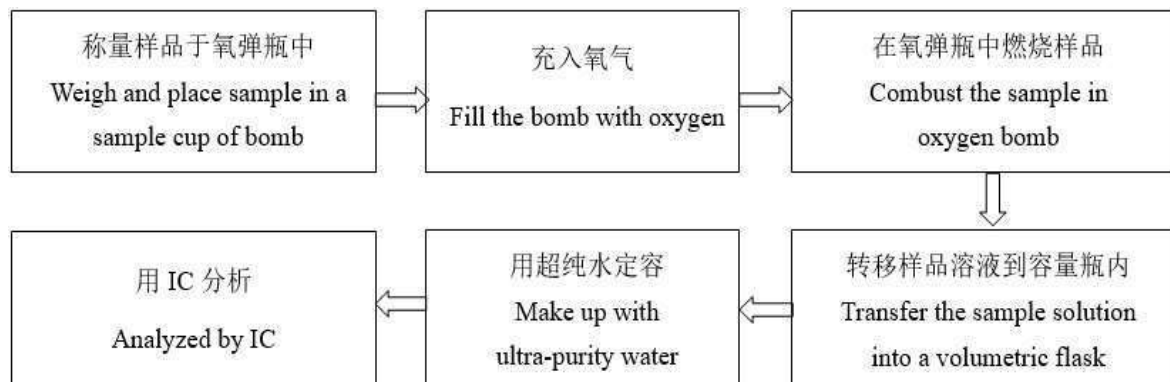 称量样品于氧弹瓶中
Weigh and place sample in a
sample cup of bomb
充入氧气
Fill the bomb with oxygen
在氧弹瓶中燃烧样品
Combust the sample in
oxygen bomb
转移样品溶液到容量瓶内
Transfer the sample solution
into a volumetric flask
用超纯水定容
Make up with
ultra-purity water
用 IC 分析
Analyzed by IC